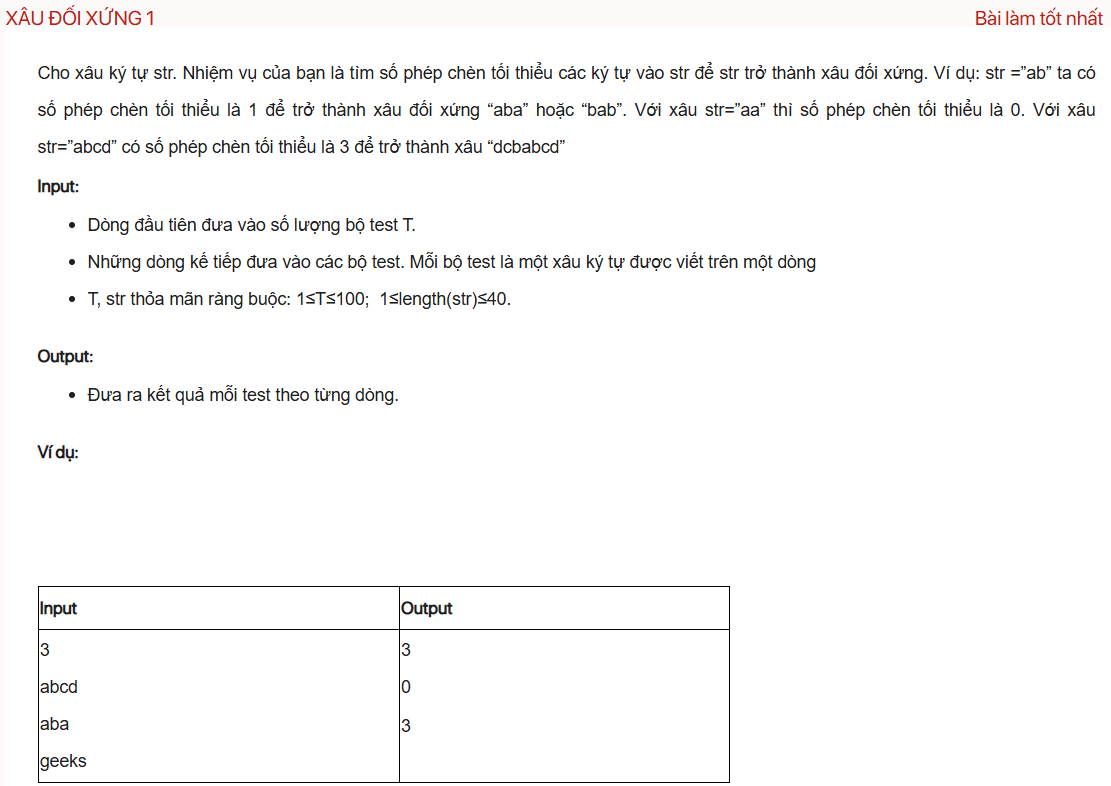 XÂU ĐỐI XỨNG 1
Bài làm tốt nhất
Cho xâu ký tự str. Nhiệm vụ của bạn là tìm số phép chèn tối thiểu các ký tự vào str để str trở thành xâu đối xứng. Ví dụ: str =”ab” ta có
số phép chèn tối thiểu là 1 để trở thành xâu đối xứng “aba” hoặc “bab”. Với xâu str=”aa” thì số phép chèn tối thiểu là 0. Với xâu
str=”abcd” có số phép chèn tối thiểu là 3 để trở thành xâu “dcbabcd”
Input:
• Dòng đầu tiên đưa vào số lượng bộ test T.
• Những dòng kế tiếp đưa vào các bộ test. Mỗi bộ test là một xâu ký tự được viết trên một dòng
• T, str thỏa mãn ràng buộc: 1≤T≤100;  1≤length(str)≤40.
Output:
• Đưa ra kết quả mỗi test theo từng dòng.
Ví dụ:
Input
Output
3
abcd
aba
geeks
3
0
3